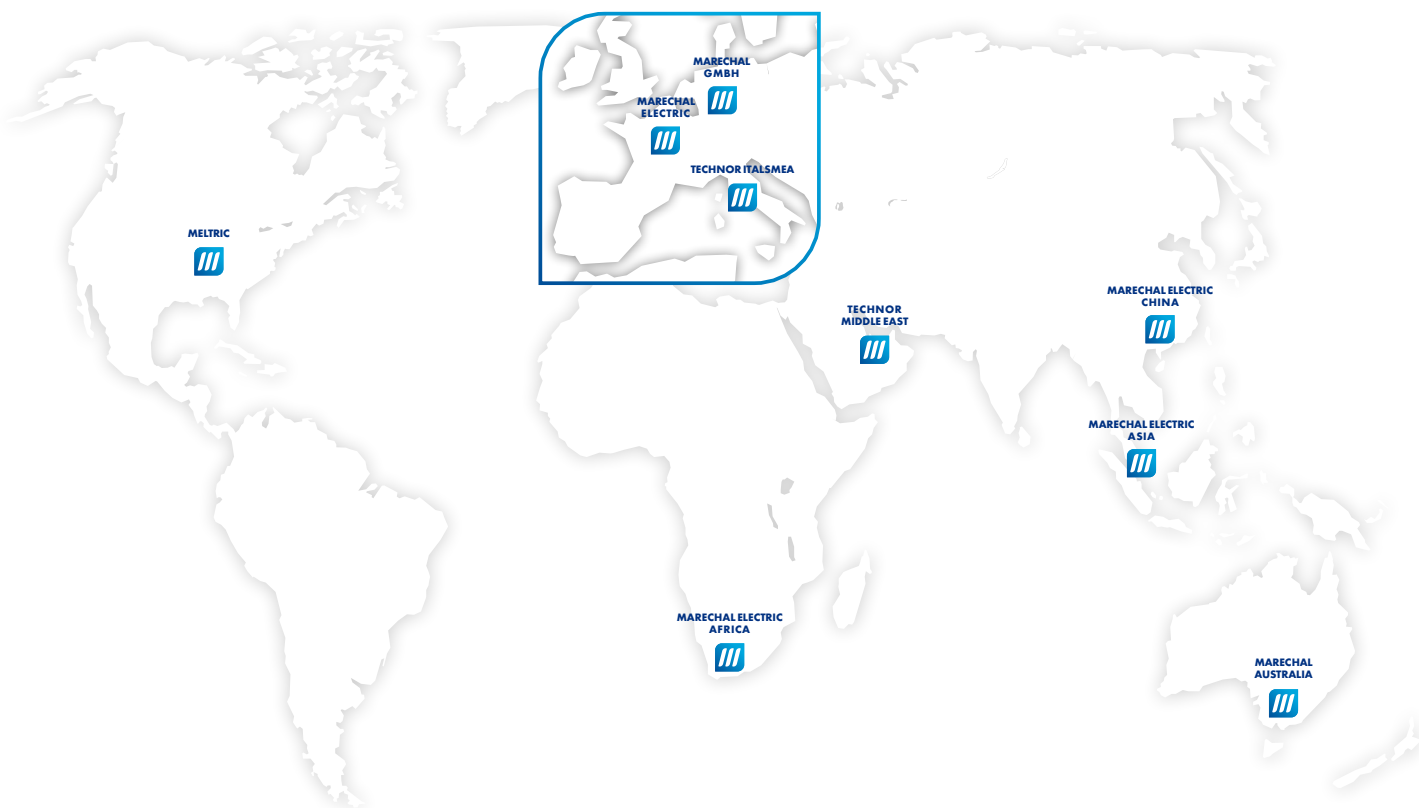 MARECHAL
GMBH
MARECHAL
ELECTRIC
TECHNOR ITALSMEA
MELTRIC
MARECHAL ELECTRIC
CHINA
TECHNOR
MIDDLE EAST
MARECHAL ELECTRIC
ASIA
MARECHAL ELECTRIC
AFRICA
MARECHAL
AUSTRALIA